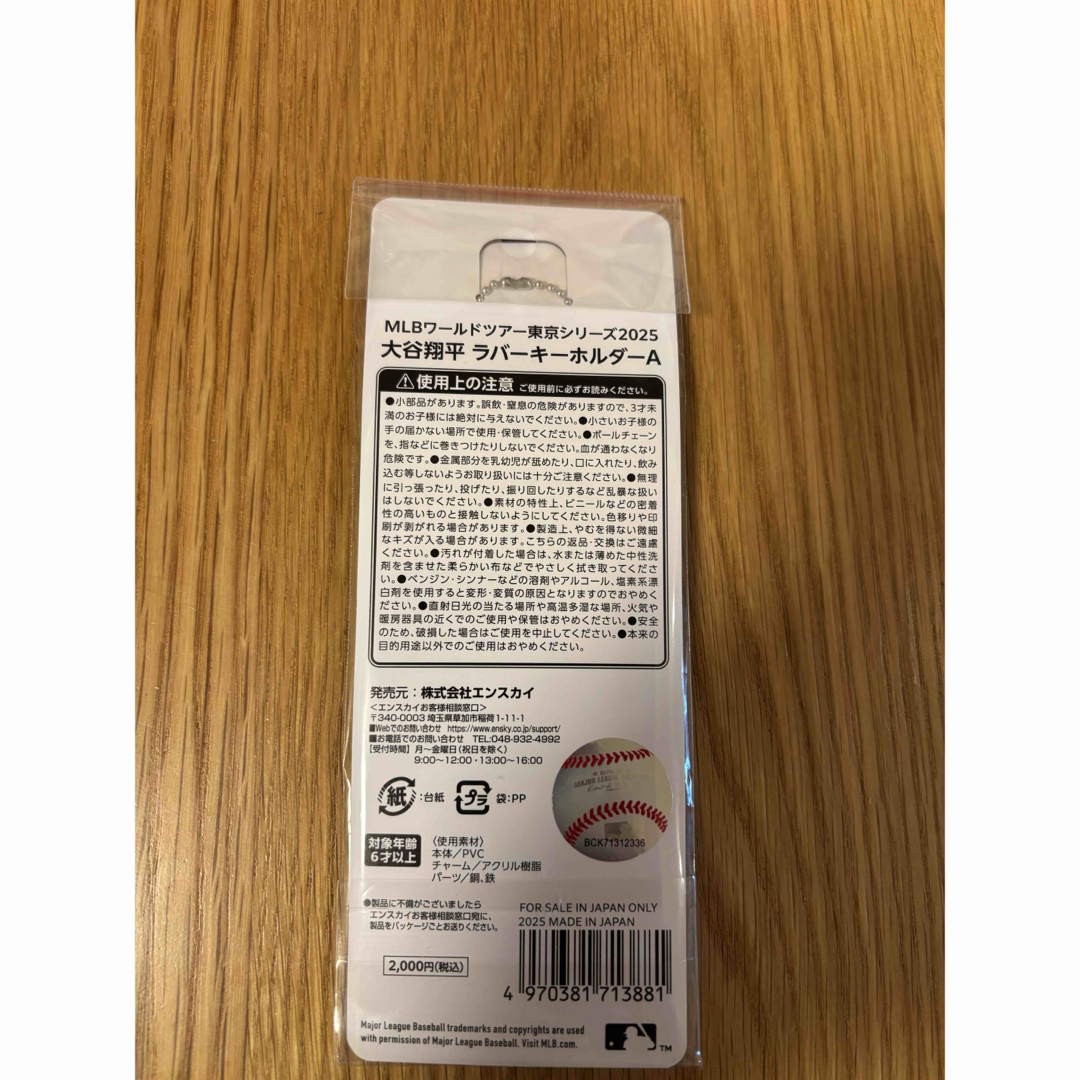 MLBワールドツアー東京シリーズ2025
大谷翔平 ラバーキーホルダーA
使用上の注意 ご使用前に必ずお読みください。
●小部品があります。誤飲・窒息の危険がありますので、3才未
満のお子様には絶対に与えないでください。●小さいお子様の
手の届かない場所で使用・保管してください。●ボールチェーン
を、指などに巻きつけたりしないでください。血が通わなくなり
危険です。●金属部分を乳幼児が舐めたり、口に入れたり、飲み
込む等しないようお取り扱いには十分ご注意ください。●無理
に引っ張ったり、投げたり、振り回したりするなど乱暴な扱い
はしないでください。●素材の特性上、ビニールなどの密着
性の高いものと接触しないようにしてください。色移りや印
刷が剥がれる場合があります。●製造上、やむを得ない微細
なキズが入る場合があります。こちらの返品・交換はご遠慮
ください。●汚れが付着した場合は、水または薄めた中性洗
剤を含ませた柔らかい布などでやさしく拭き取ってくださ
い。●ベンジン・シンナーなどの溶剤やアルコール、塩素系漂
白剤を使用すると変形・変質の原因となりますのでおやめく
ださい。●直射日光の当たる場所や高温多湿な場所、火気や
暖房器具の近くでのご使用や保管はおやめください。●安全
のため、破損した場合はご使用を中止してください。●本来の
目的用途以外でのご使用はおやめください。
発売元：株式会社エンスカイ
＜エンスカイお客様相談窓口＞
〒340-0003 埼玉県草加市稲荷1-11-1
■Webでのお問い合わせ https://www.ensky.co.jp/support/
■お電話でのお問い合わせ TEL:048-932-4992
【受付時間】月～金曜日(祝日を除く)
9:00～12:00・13:00～16:00
紙:台紙 プラ 袋:PP
MAJOR LEAGUE
BCK71312336
対象年齢
6才以上
〈使用素材〉
本体／PVC
チャーム／アクリル樹脂
パーツ／銅、鉄
●製品に不備がございましたら
エンスカイお客様相談窓口宛に、
製品をパッケージごとお送りください。
FOR SALE IN JAPAN ONLY
2025 MADE IN JAPAN
2,000円(税込)
4 970381 713881
Major League Baseball trademarks and copyrights are used
with permission of Major League Baseball. Visit MLB.com.
TM